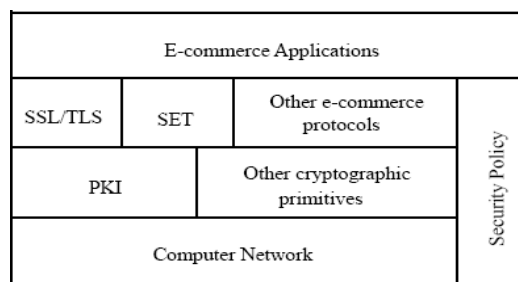 E-commerce Applications
SSL/TLS
SET
Other e-commerce
protocols
PKI
Other cryptographic
primitives
Computer Network
Security Policy